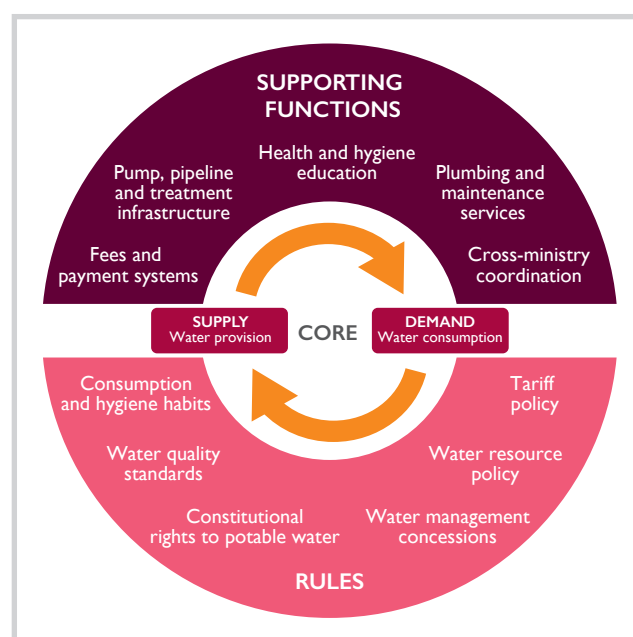 SUPPORTING
FUNCTIONS
Health and hygiene
education
Pump, pipeline
and treatment
infrastructure
Plumbing and
maintenance
services
Fees and
payment systems
Cross-ministry
coordination
SUPPLY
Water provision
CORE
DEMAND
Water consumption
Consumption
and hygiene habits
Tariff
policy
Water quality
standards
Water resource
policy
Constitutional
rights to potable water
Water management
concessions
RULES